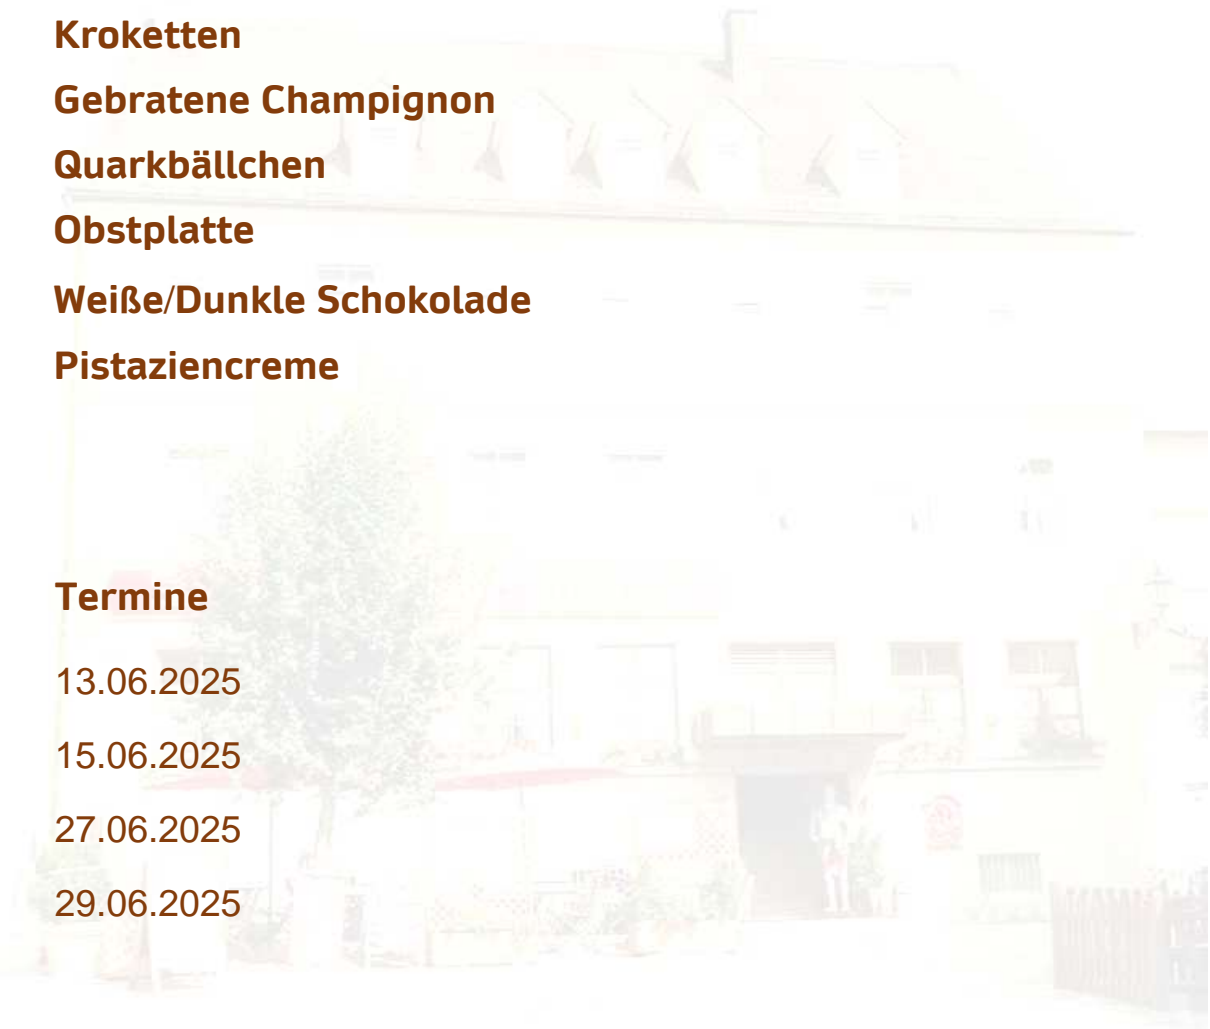 Kroketten
Gebratene Champignon
Quarkbällchen
Obstplatte
Weiße/Dunkle Schokolade
Pistaziencreme
Termine
13.06.2025
15.06.2025
27.06.2025
29.06.2025